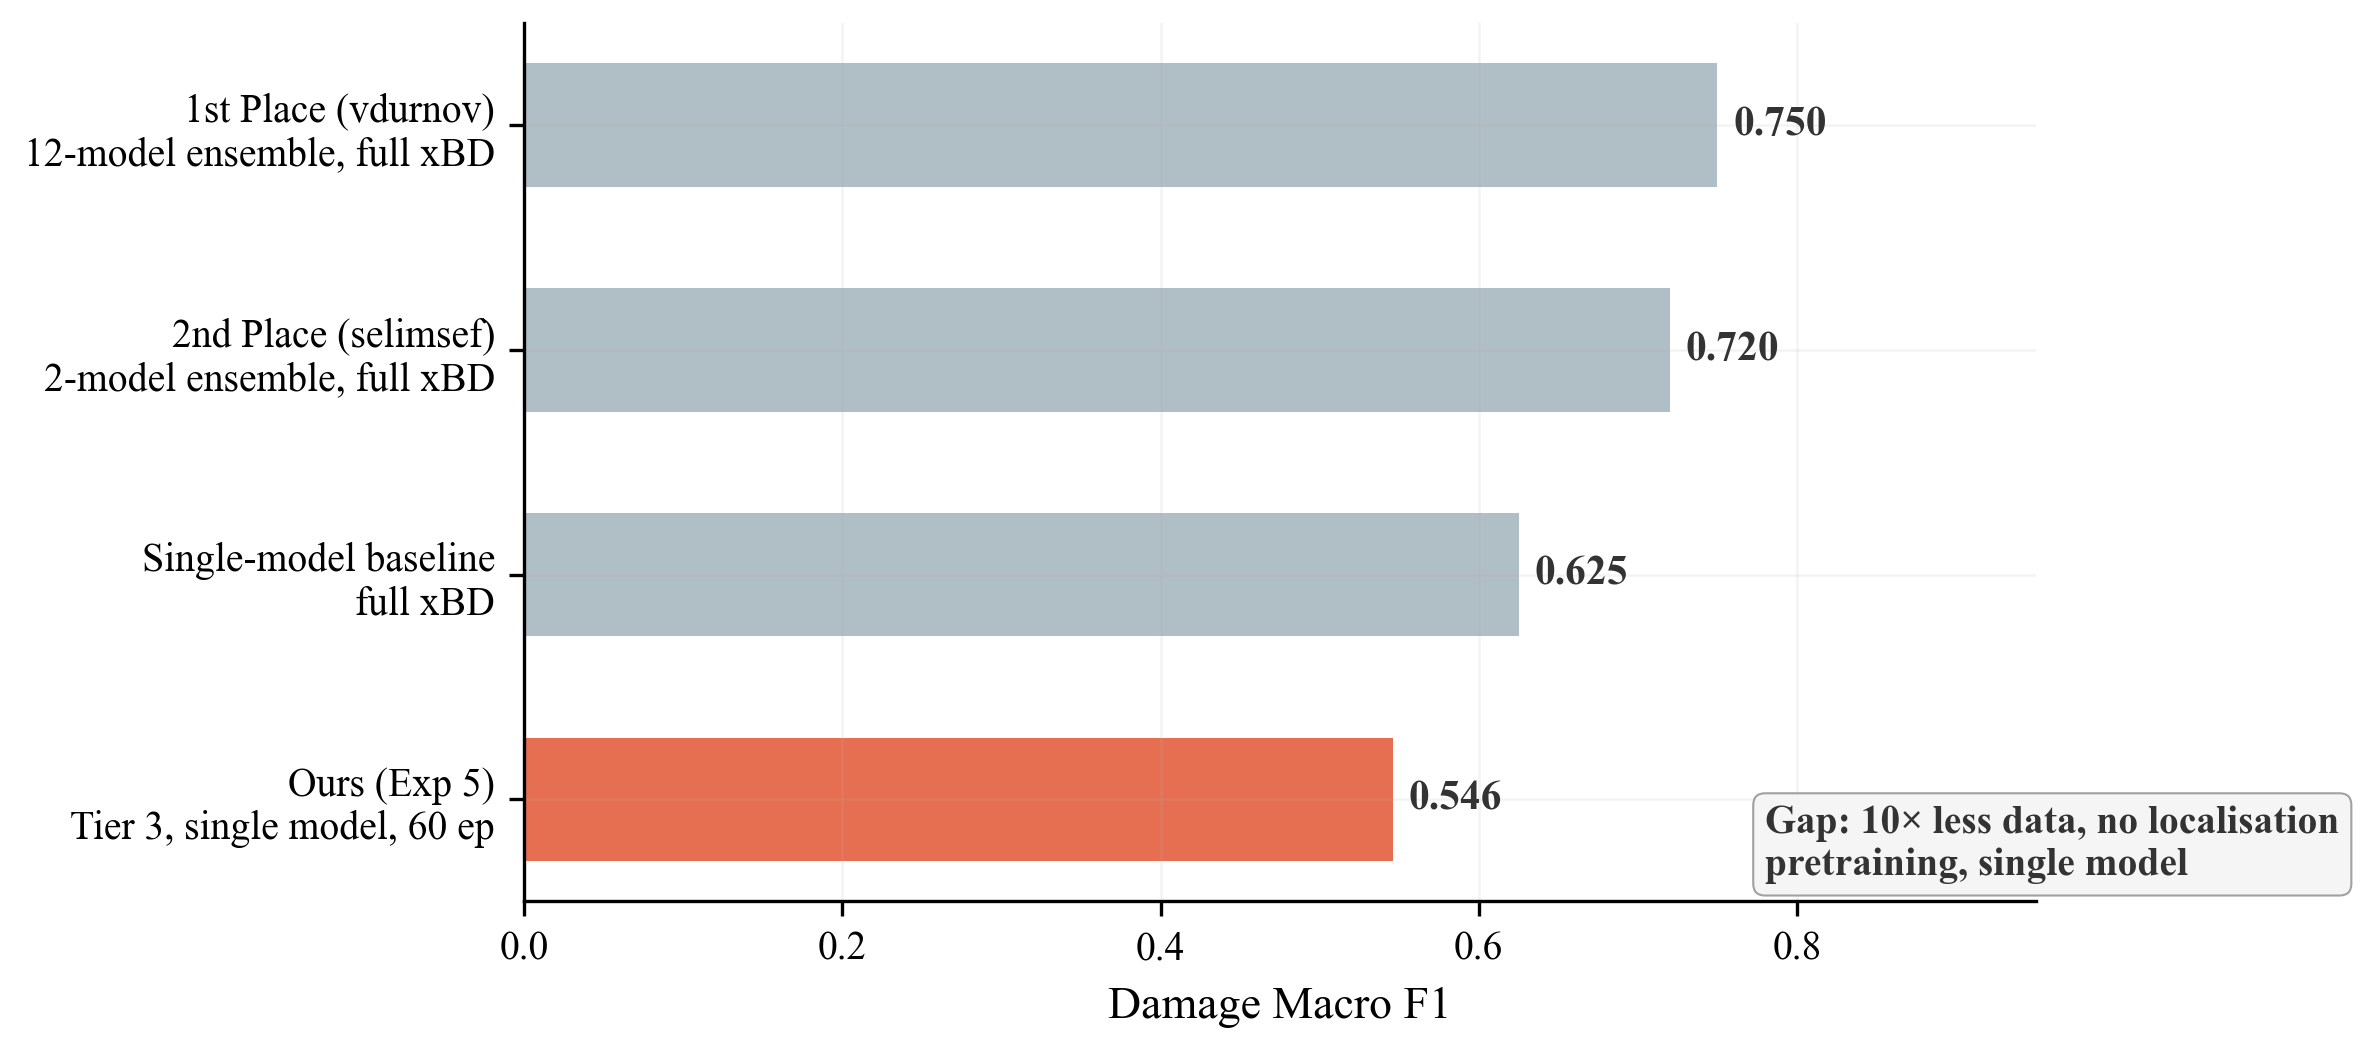 1st Place (vdurnov)
12-model ensemble, full xBD
0.750
2nd Place (selimsef)
2-model ensemble, full xBD
0.720
Single-model baseline
full xBD
0.625
Ours (Exp 5)
Tier 3, single model, 60 ep
0.546
Gap: 10× less data, no localisation
pretraining, single model
0.0 0.2 0.4 0.6 0.8
Damage Macro F1